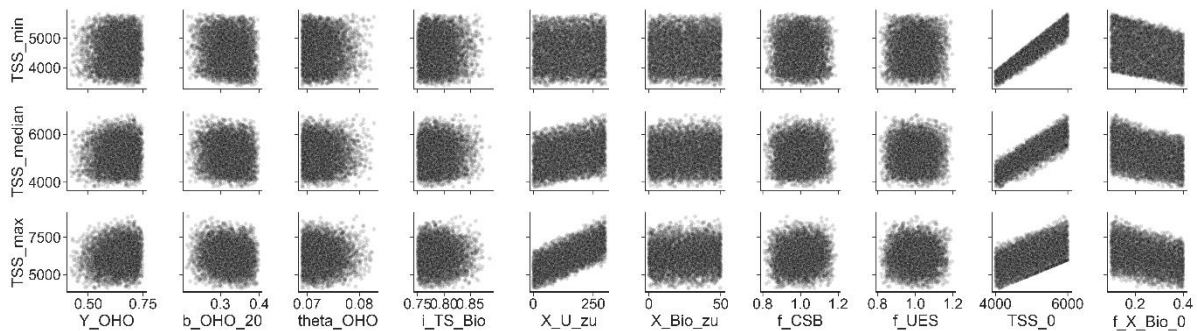 TSS_min
5000
4000
TSS_median
6000
4000
TSS_max
7500
5000
0.50 0.75 0.3 0.4 0.07 0.08 0.75 0.80 0.85 0 250 0 50 0.8 1.0 1.2 0.8 1.0 1.2 4000 6000 0.2 0.4
Y_OHO b_OHO_20 theta_OHO i_TS_Bio X_U_zu X_Bio_zu f_CSB f_UES TSS_0 f_X_Bio_0